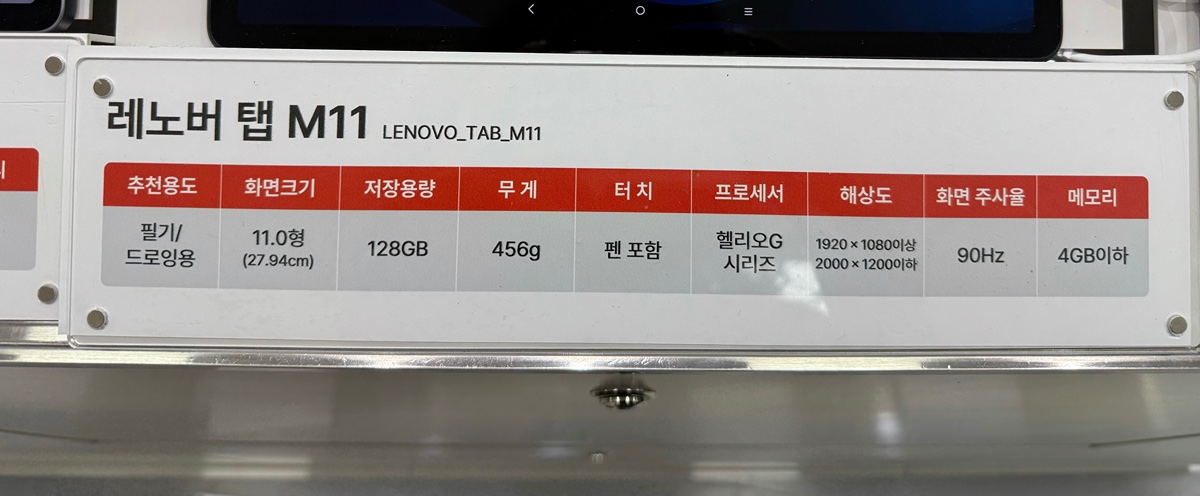 레노버 탭 M11 LENOVO_TAB_M11
추천용도 화면크기 저장용량 무게 터치 프로세서 해상도 화면 주사율 메모리
필기/ 11.0형 128GB 456g 펜 포함 헬리오G 1920×1080이상 90Hz 4GB이하
드로잉용 (27.94cm) 시리즈 2000×1200이하